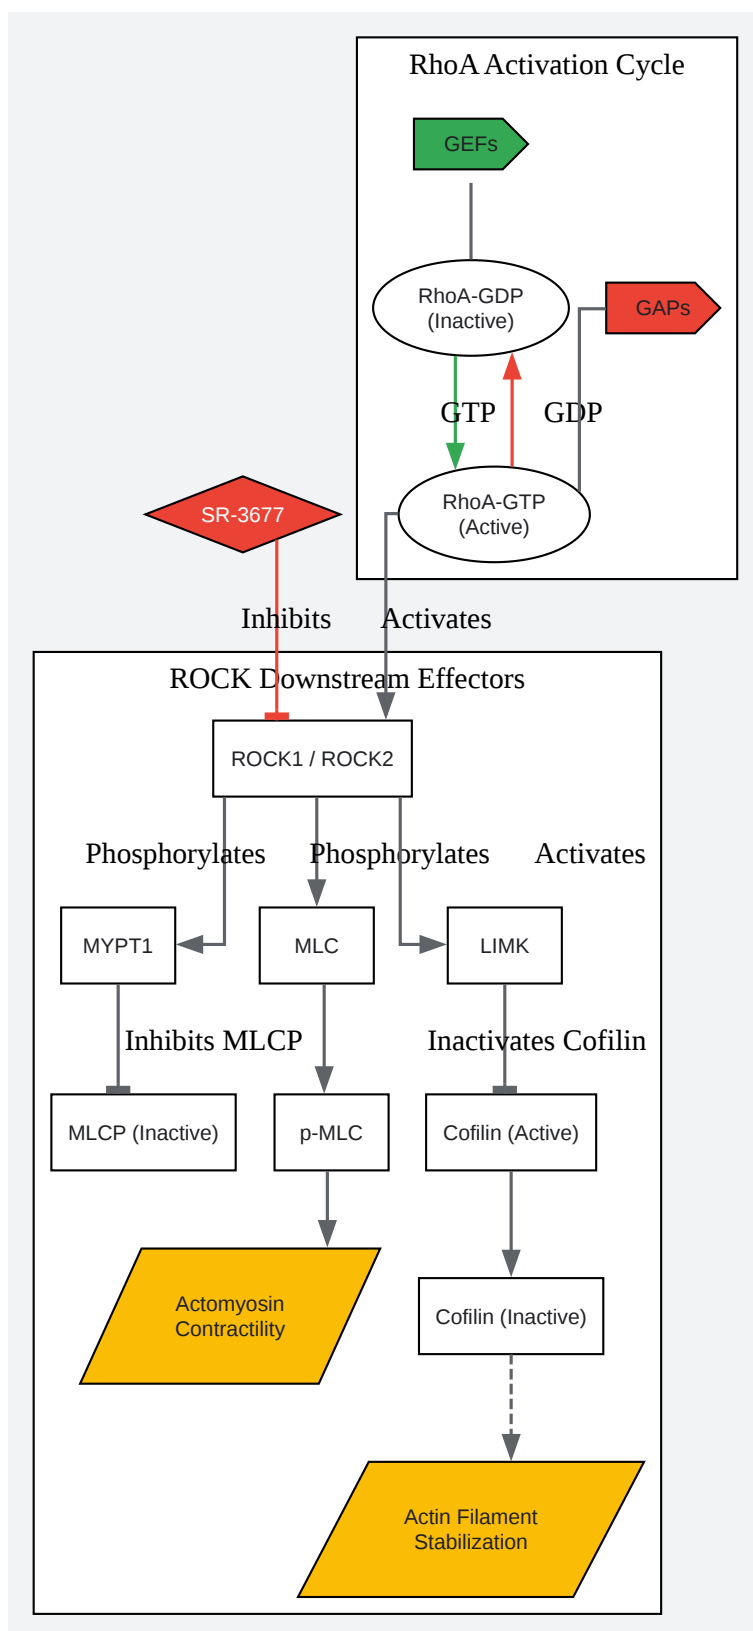 RhoA Activation Cycle
GEFs
RhoA-GDP
(Inactive)
GAPs
GTP
GDP
RhoA-GTP
(Active)
SR-3677
Inhibits
Activates
ROCK Downstream Effectors
ROCK1 / ROCK2
Phosphorylates
Phosphorylates
Activates
MYPT1
MLC
LIMK
Inhibits MLCP
Inactivates Cofilin
MLCP (Inactive)
p-MLC
Cofilin (Active)
Actomyosin
Contractility
Cofilin (Inactive)
Actin Filament
Stabilization